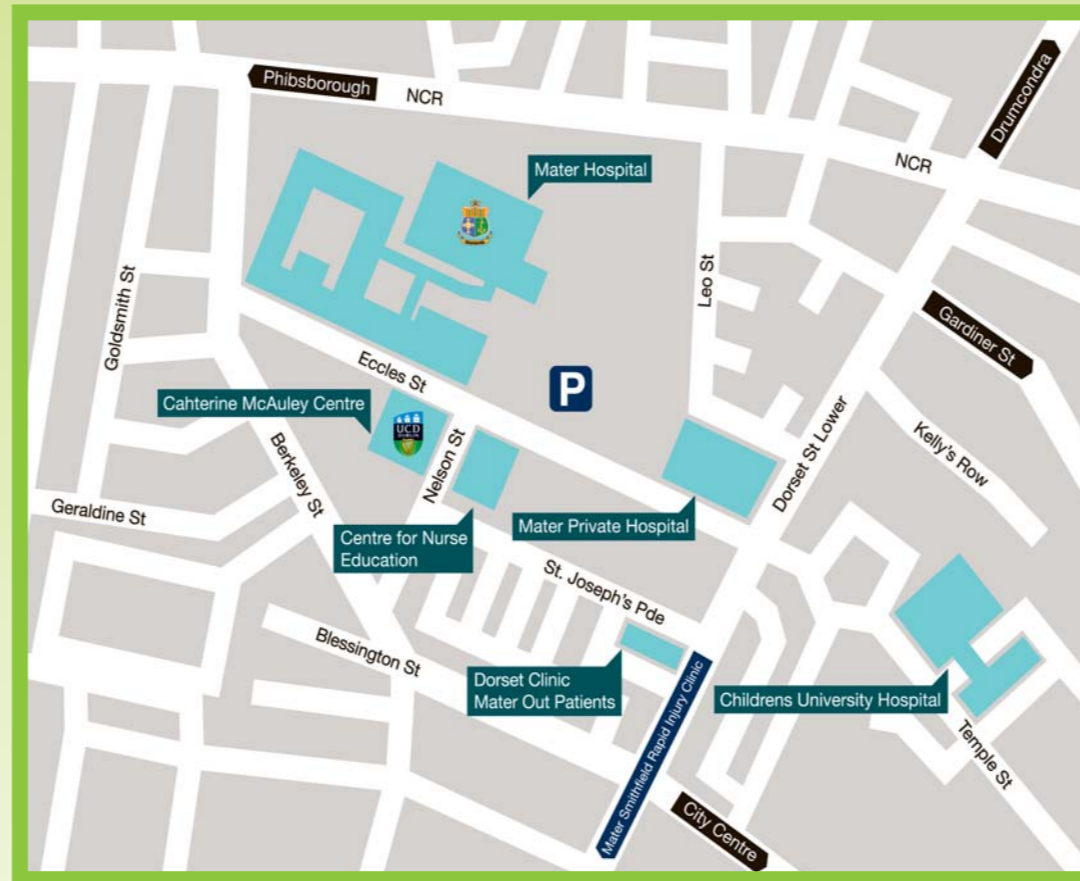 Phibsborough
NCR
Drumcondra
NCR
Mater Hospital
Goldsmith St
Leo St
Gardiner St
Eccles St
P
Cahterine McAuley Centre
UCD
DUBLIN
Berkeley St
Nelson St
Dorset St Lower
Kelly's Row
Geraldine St
Centre for Nurse
Education
Mater Private Hospital
St. Joseph's Pde
Blessington St
Dorset Clinic
Mater Out Patients
Mater Smithfield Rapid Injury Clinic
Childrens University Hospital
Temple St
City Centre